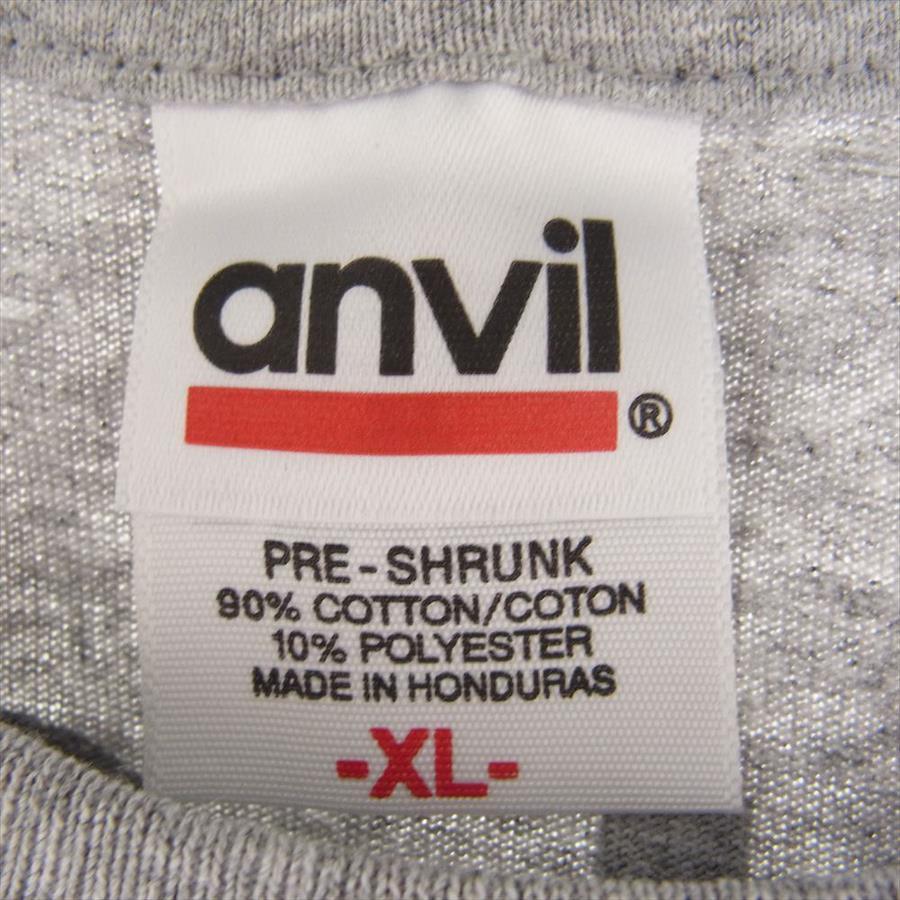 anvil
®
PRE-SHRUNK
90% COTTON/COTON
10% POLYESTER
MADE IN HONDURAS
-XL-